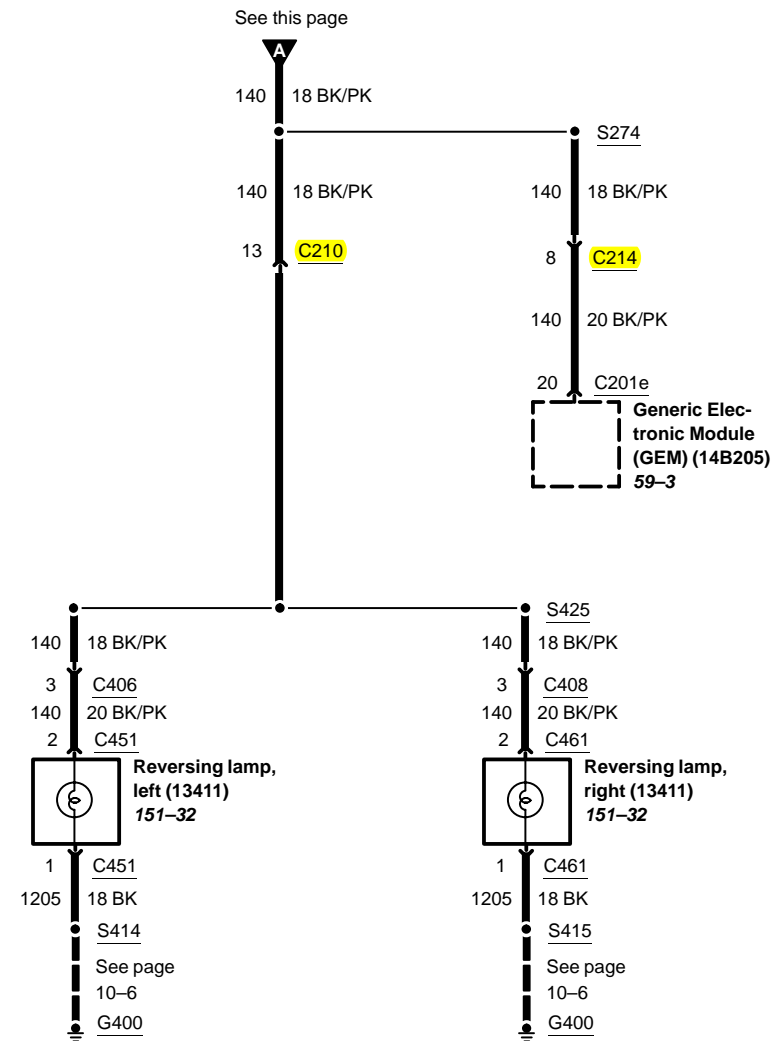 See this page
A
140 18 BK/PK
S274
140 18 BK/PK
140 18 BK/PK
13 C210
8 C214
140 20 BK/PK
20 C201e
Generic Elec-
tronic Module
(GEM) (14B205)
59–3
S425
140 18 BK/PK
140 18 BK/PK
3 C406
3 C408
140 20 BK/PK
140 20 BK/PK
2 C451
2 C461
Reversing lamp,
left (13411)
151–32
Reversing lamp,
right (13411)
151–32
1 C451
1 C461
1205 18 BK
1205 18 BK
S414
S415
See page
10–6
See page
10–6
G400
G400